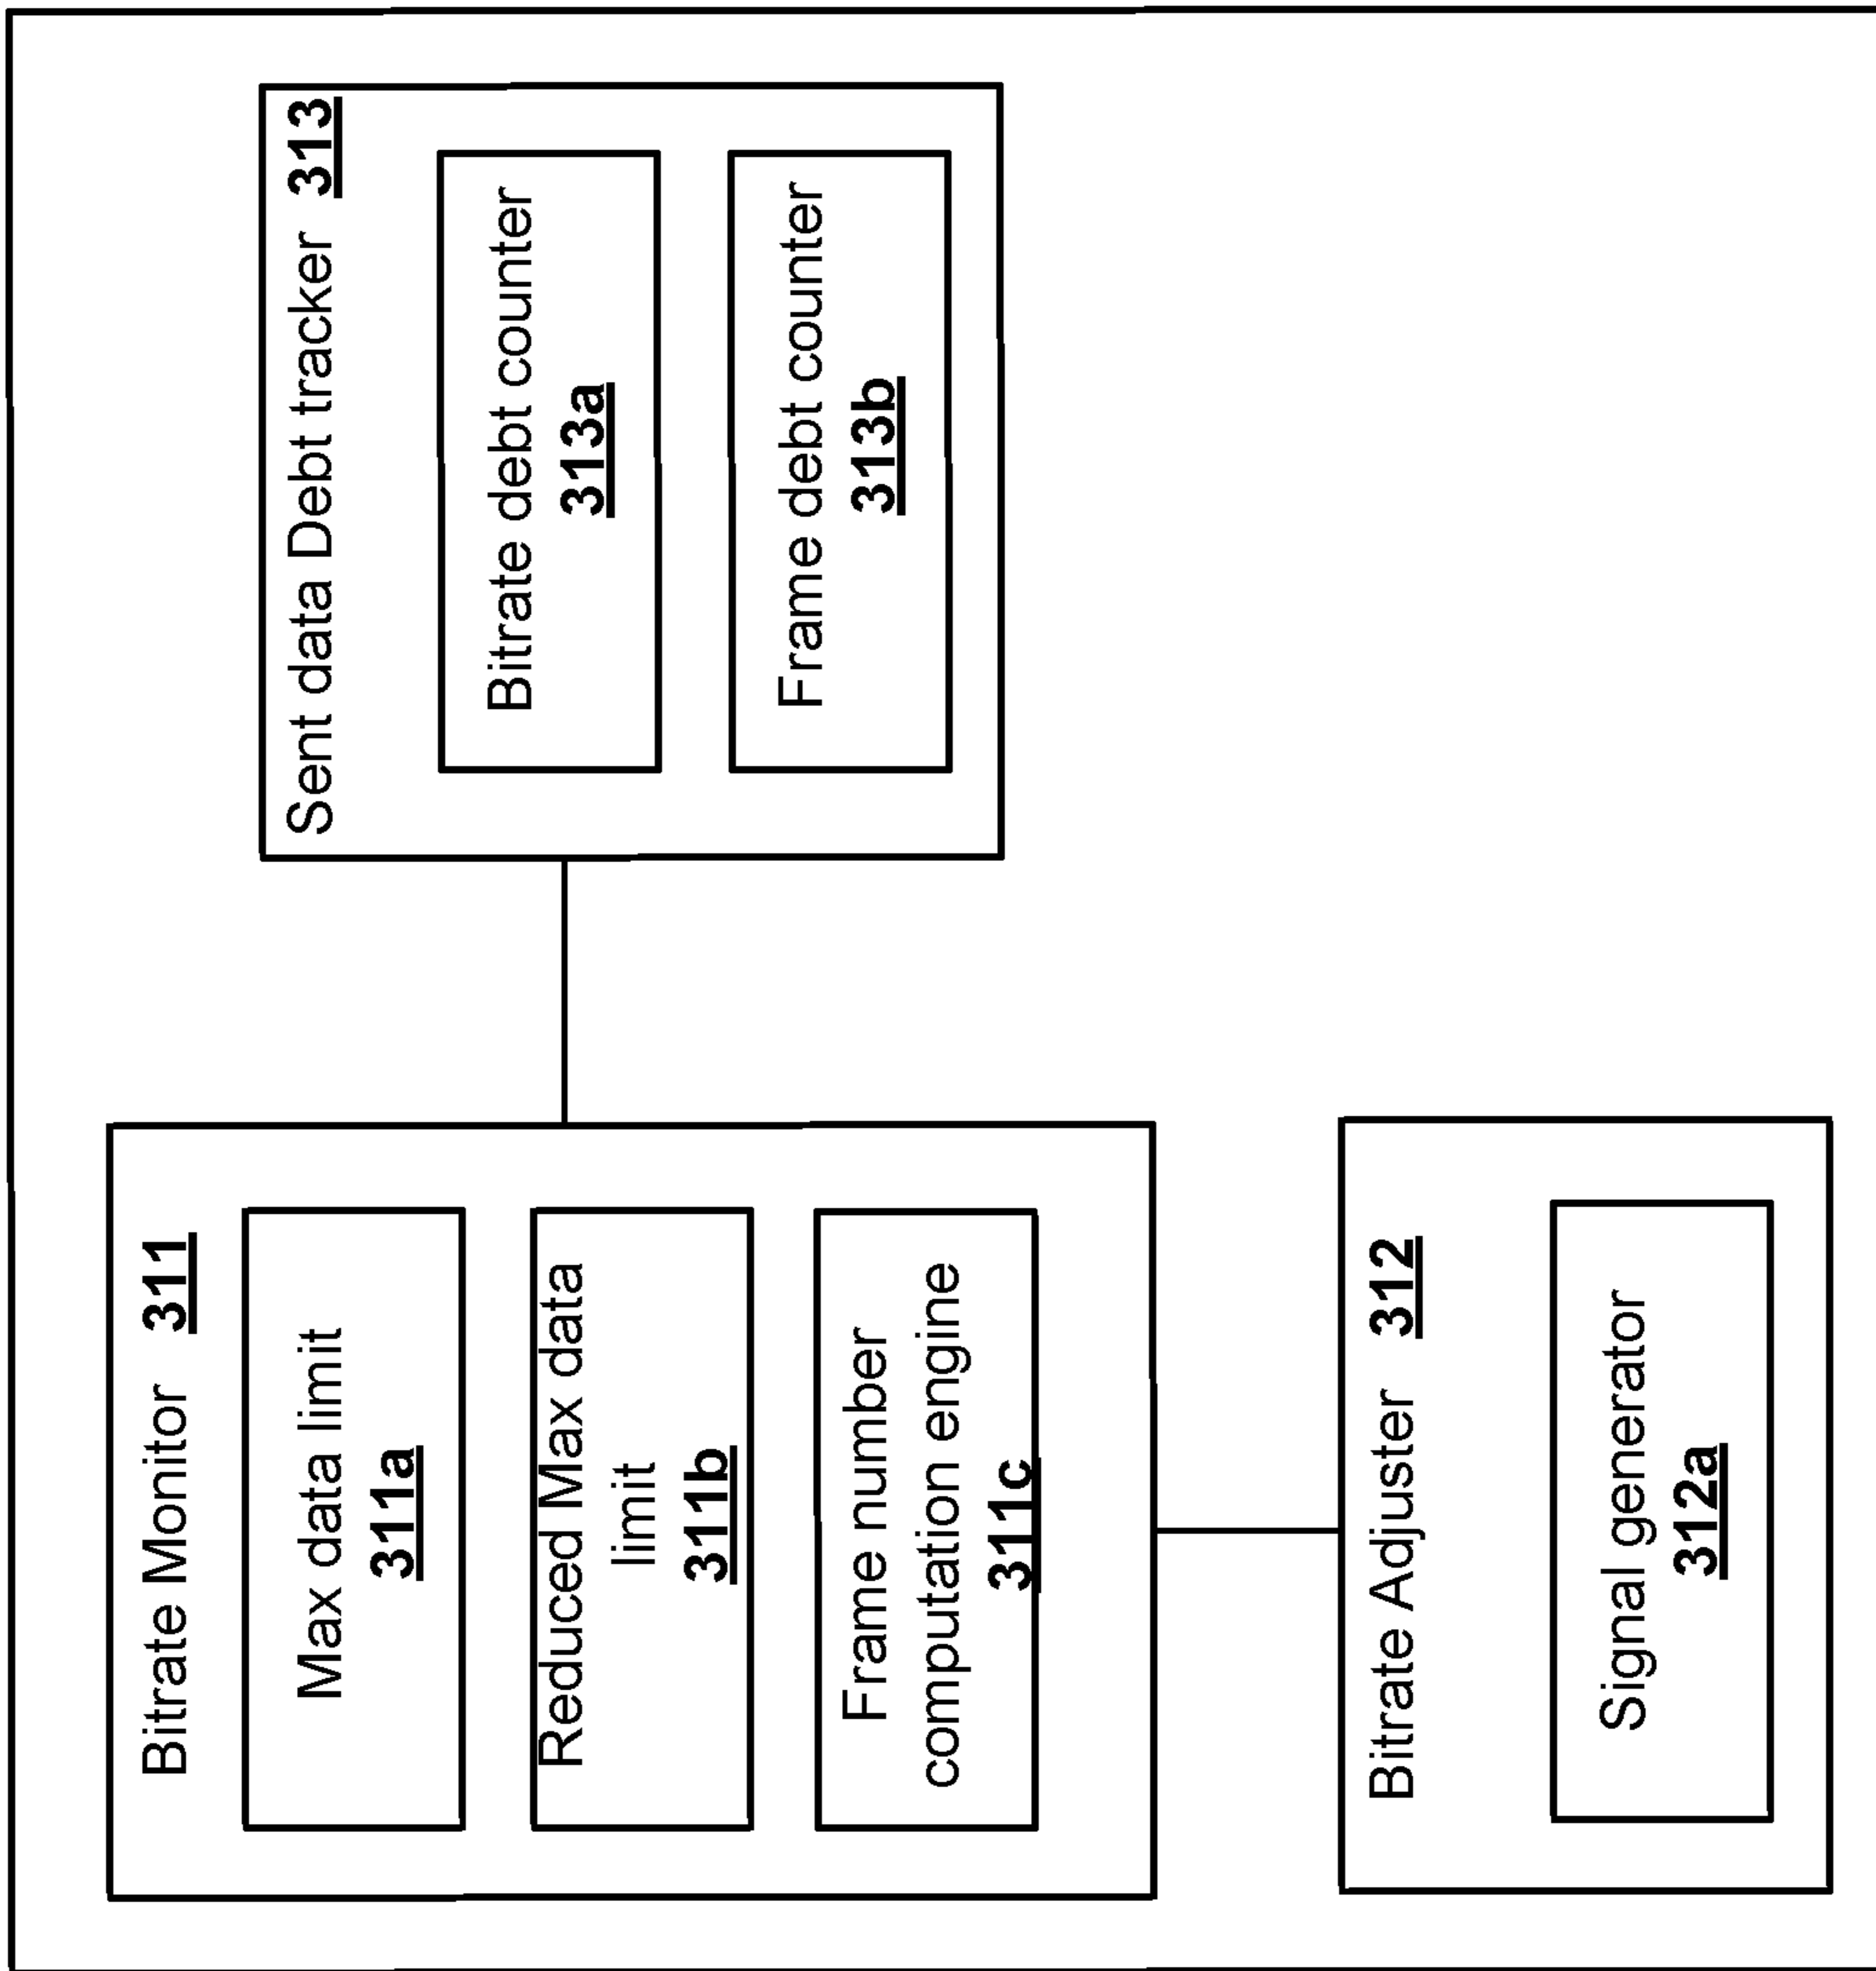 Bitrate Monitor 311
Max data limit
311a
Reduced Max data
limit
311b
Frame number
computation engine
311c
Sent data Debt tracker 313
Bitrate debt counter
313a
Frame debt counter
313b
Bitrate Adjuster 312
Signal generator
312a